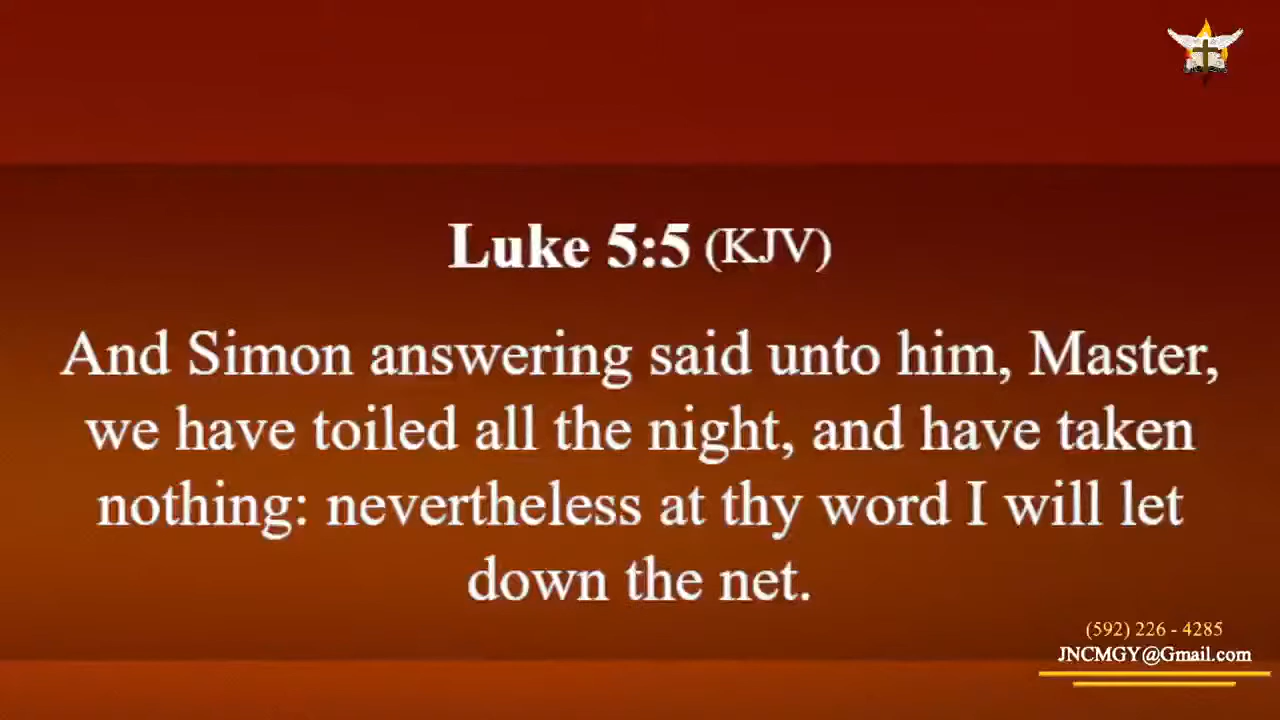 Luke 5:5 (KJV)
And Simon answering said unto him, Master,
we have toiled all the night, and have taken
nothing: nevertheless at thy word I will let
down the net.
(592) 226 - 4285
JNCMGY@Gmail.com